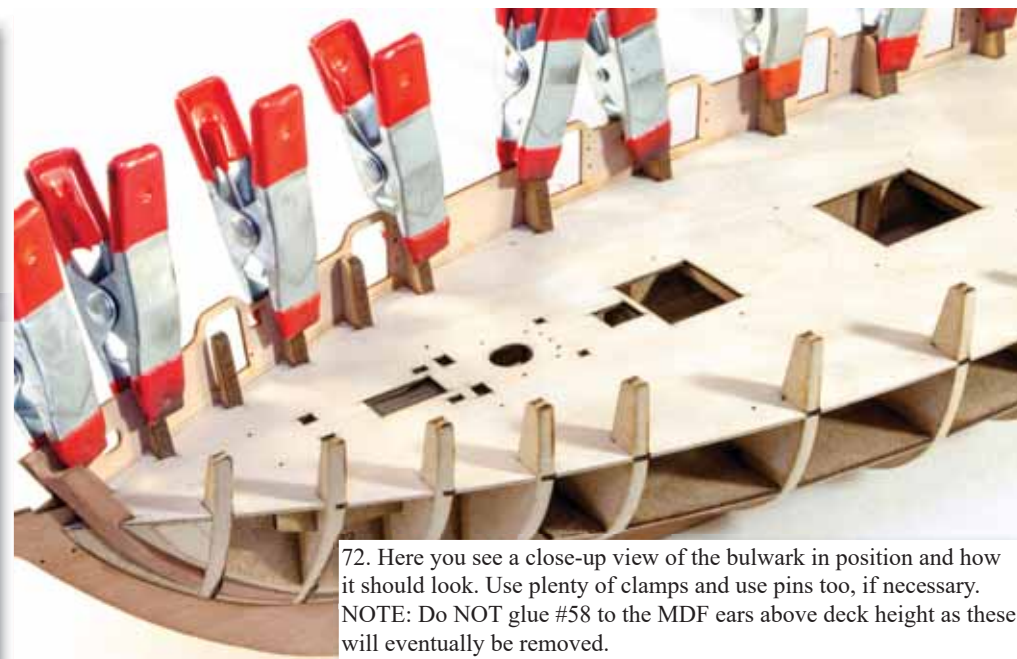 72. Here you see a close-up view of the bulwark in position and how
it should look. Use plenty of clamps and use pins too, if necessary.
NOTE: Do NOT glue #58 to the MDF ears above deck height as these
will eventually be removed.